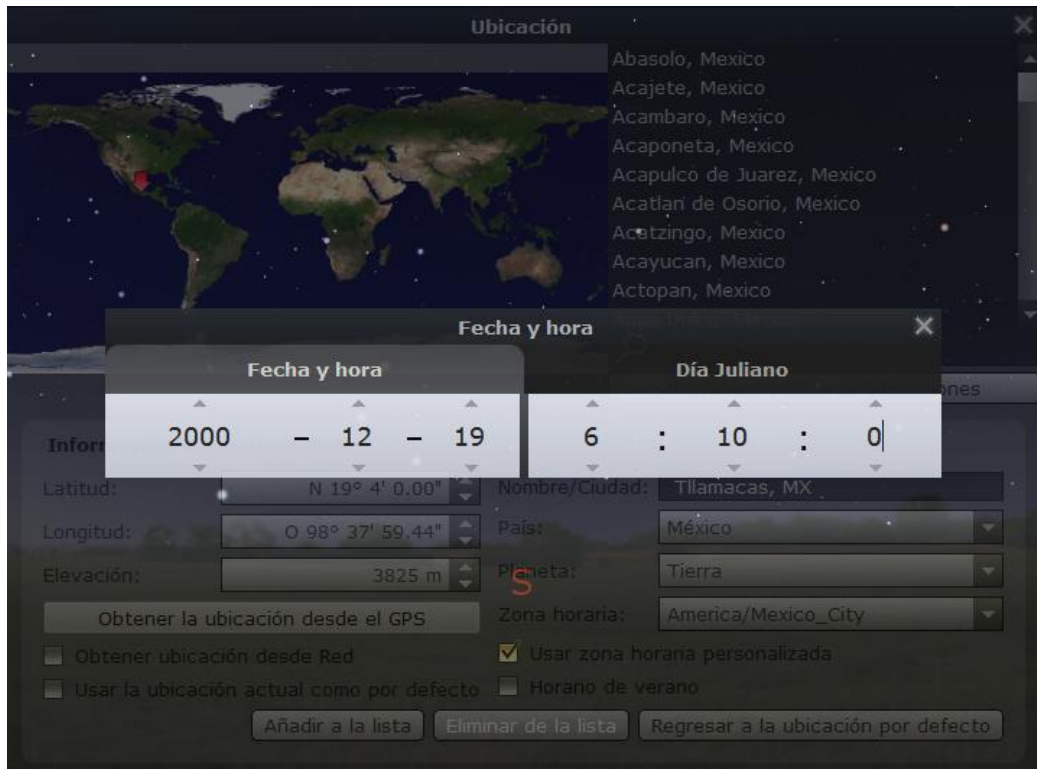 Ubicación
Abasolo, Mexico
Acajete, Mexico
Acambaro, Mexico
Acaponeta, Mexico
Acapulco de Juarez, Mexico
Acatlan de Osorio, Mexico
Acatzingo, Mexico
Acayucan, Mexico
Actopan, Mexico
Fecha y hora
Fecha y hora Día Juliano
2000 – 12 – 19 6 : 10 : 0
Latitud: N 19° 4' 0.00" Nombre/Ciudad: Tllamacas, MX
Longitud: O 98° 37' 59.44" País: México
Elevación: 3825 m Planeta: Tierra
S
Obtener la ubicación desde el GPS Zona horaria: America/Mexico_City
Obtener ubicación desde Red Usar zona horaria personalizada
Usar la ubicación actual como por defecto Horario de verano
Añadir a la lista Eliminar de la lista Regresar a la ubicación por defecto